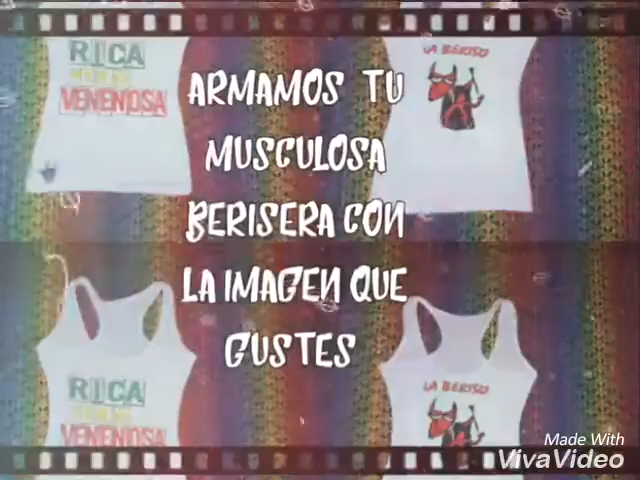 RICA
VENENOSA
LA BERISO
ARMAMOS TU
MUSCULOSA
BERISERA CON
LA IMAGEN QUE
GUSTES
RICA
VENENOSA
LA BERISO
Made With
VivaVideo